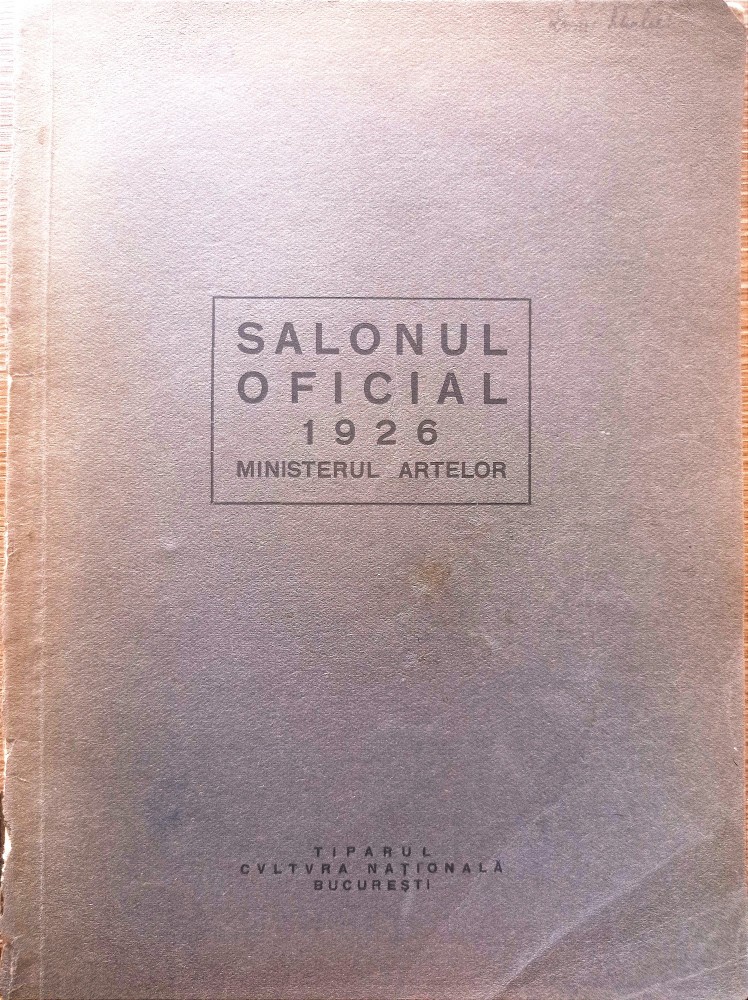 SALONUL
OFICIAL
1926
MINISTERUL ARTELOR
TIPARUL
CVLTVRA NAȚIONALĂ
BUCUREȘTI